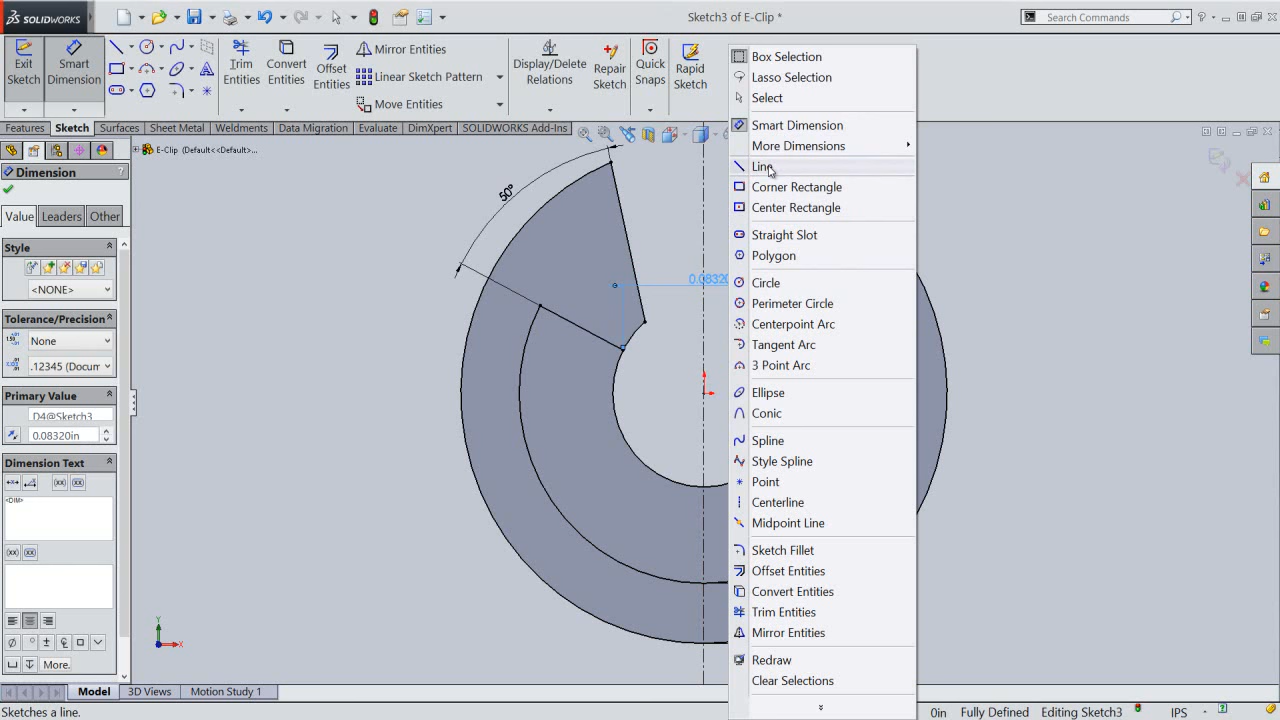 SOLIDWORKS
Sketch3 of E-Clip *
Search Commands
Exit Sketch
Smart Dimension
Trim Entities
Convert Entities
Offset Entities
Mirror Entities
Linear Sketch Pattern
Move Entities
Display/Delete Relations
Repair Sketch
Quick Snaps
Rapid Sketch
Features
Sketch
Surfaces
Sheet Metal
Weldments
Data Migration
Evaluate
DimXpert
SOLIDWORKS Add-Ins
E-Clip (Default<<Default>...
Dimension
?
Value
Leaders
Other
Style
<NONE>
Tolerance/Precision
None
.12345 (Docum
Primary Value
D4@Sketch3
0.08320in
Dimension Text
<DIM>
More.
50°
0.08320
Y
X
Box Selection
Lasso Selection
Select
Smart Dimension
More Dimensions
Line
Corner Rectangle
Center Rectangle
Straight Slot
Polygon
Circle
Perimeter Circle
Centerpoint Arc
Tangent Arc
3 Point Arc
Ellipse
Conic
Spline
Style Spline
Point
Centerline
Midpoint Line
Sketch Fillet
Offset Entities
Convert Entities
Trim Entities
Mirror Entities
Redraw
Clear Selections
Model
3D Views
Motion Study 1
Sketches a line.
0in
Fully Defined
Editing Sketch3
IPS